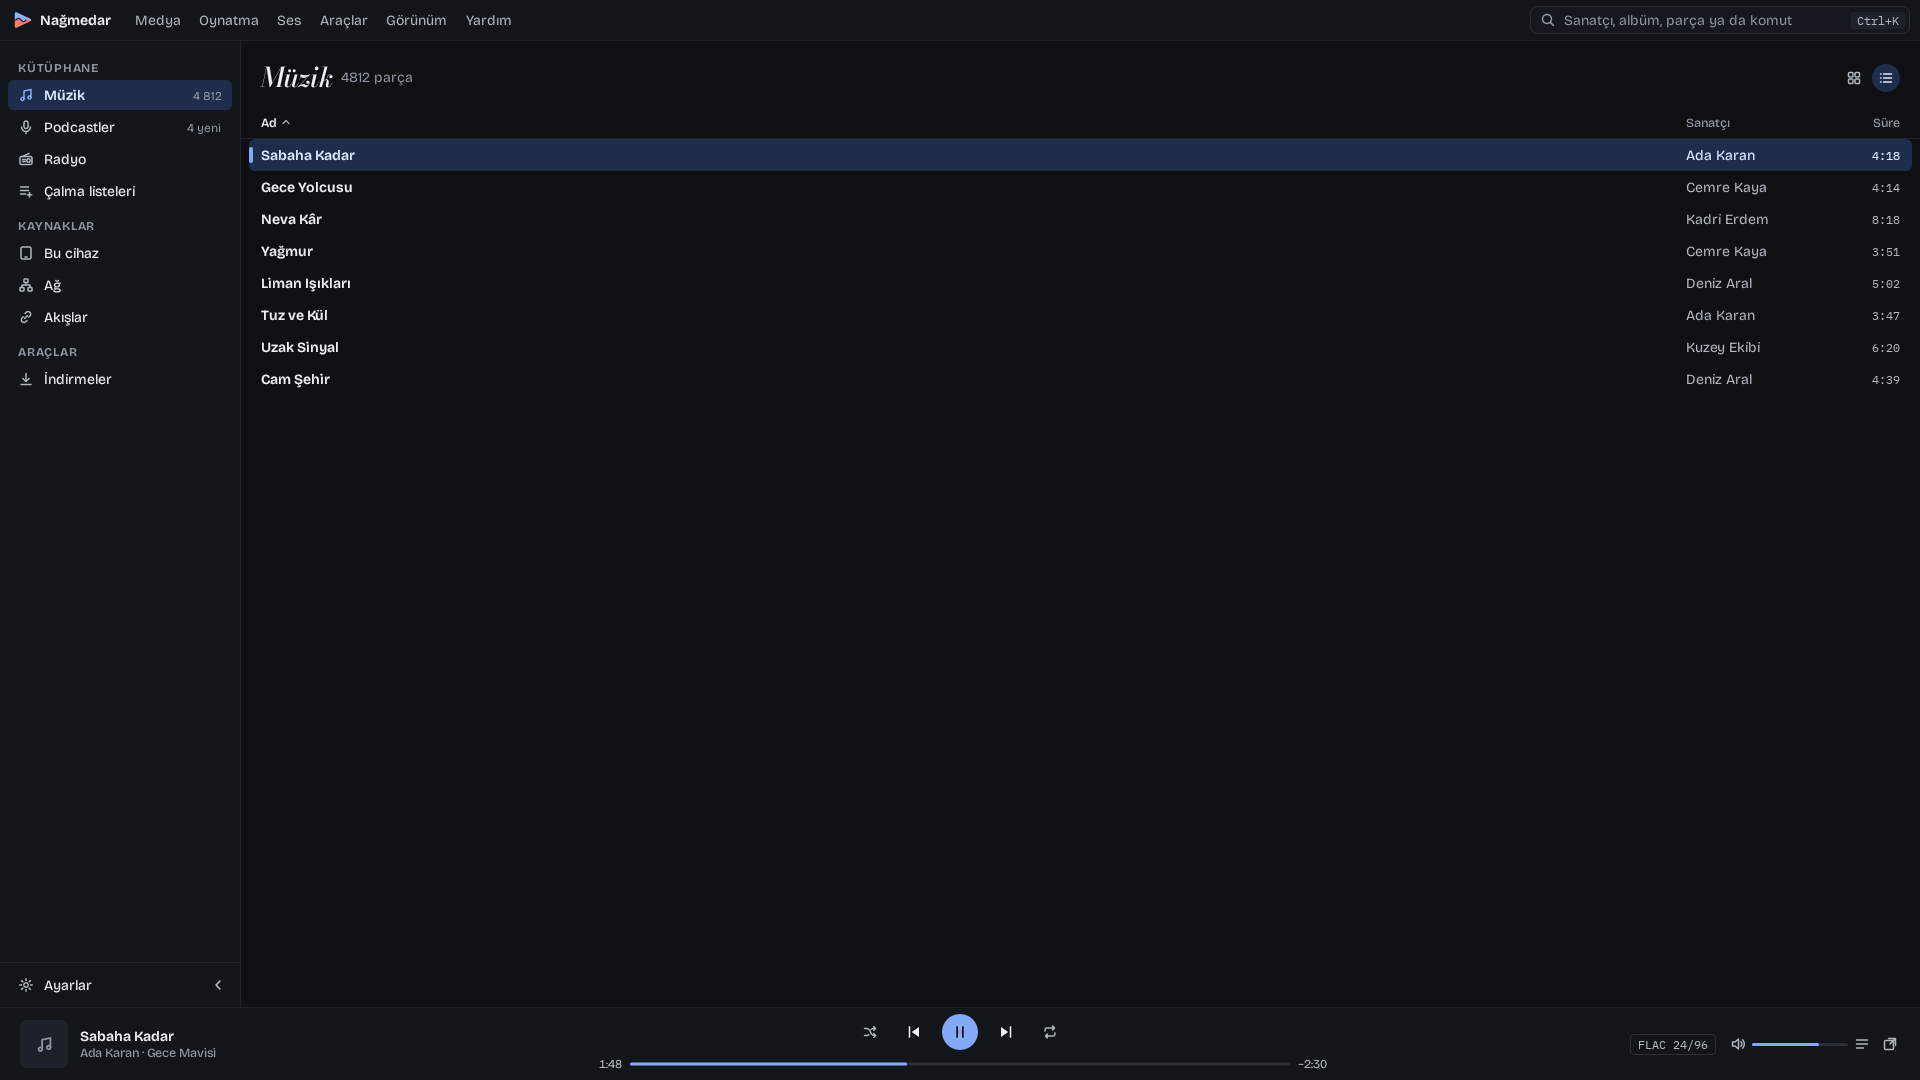 Nağmedar Medya Oynatma Ses Araçlar Görünüm Yardım Sanatçı, albüm, parça ya da komut Ctrl+K
KÜTÜPHANE
Müzik 4 812
Podcastler 4 yeni
Radyo
Çalma listeleri
KAYNAKLAR
Bu cihaz
Ağ
Akışlar
ARAÇLAR
İndirmeler
Ayarlar
Müzik 4812 parça
Ad Sanatçı Süre
Sabaha Kadar Ada Karan 4:18
Gece Yolcusu Cemre Kaya 4:14
Neva Kâr Kadri Erdem 8:18
Yağmur Cemre Kaya 3:51
Liman Işıkları Deniz Aral 5:02
Tuz ve Kül Ada Karan 3:47
Uzak Sinyal Kuzey Ekibi 6:20
Cam Şehir Deniz Aral 4:39
Sabaha Kadar
Ada Karan · Gece Mavisi
1:48 −2:30
FLAC 24/96